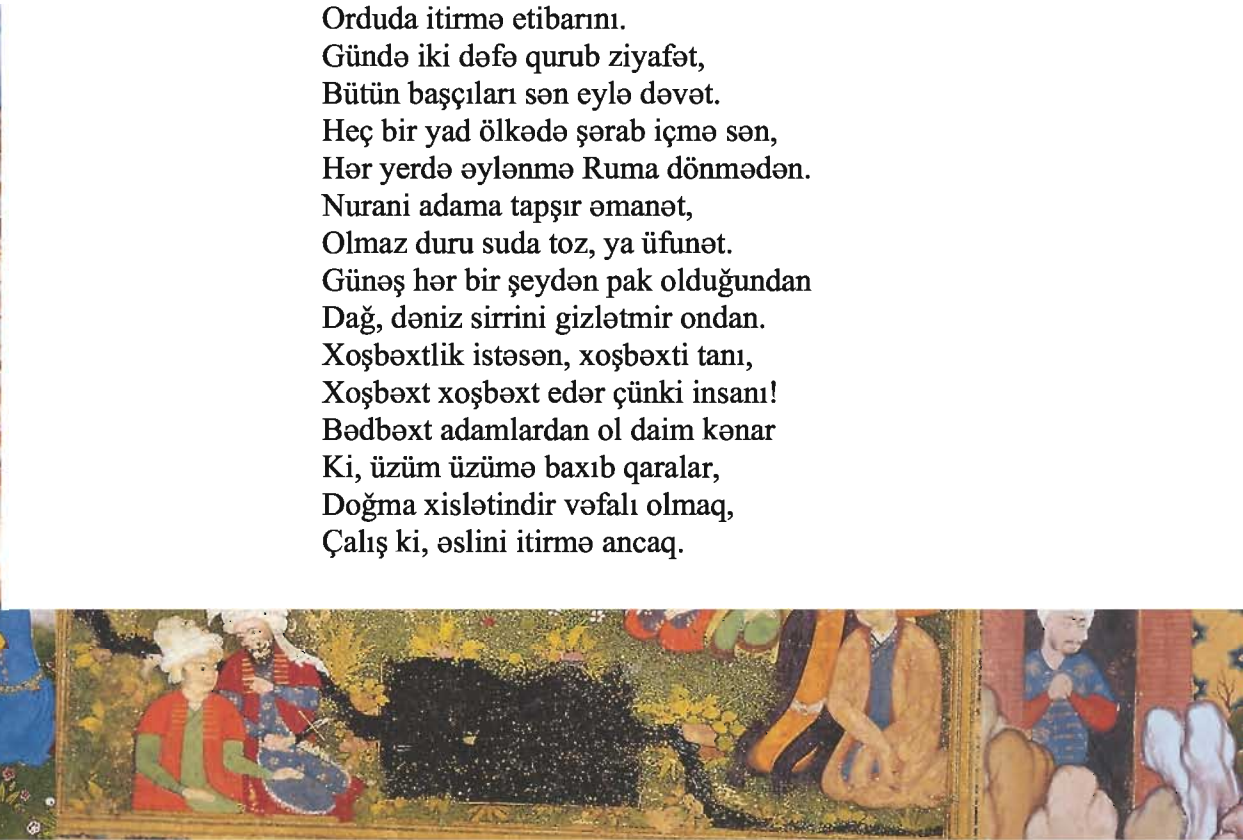 Orduda itirmə etibarını.
Gündə iki dəfə qurub ziyafət,
Bütün başçıları sən eylə dəvət.
Heç bir yad ölkədə şərab içmə sən,
Hər yerdə əylənmə Ruma dönmədən.
Nurani adama tapşır əmanət,
Olmaz duru suda toz, ya üfunət.
Günəş hər bir şeydən pak olduğundan
Dağ, dəniz sirrini gizlətmir ondan.
Xoşbəxtlik istəsən, xoşbəxti tanı,
Xoşbəxt xoşbəxt edər çünki insanı!
Bədbəxt adamlardan ol daim kənar
Ki, üzüm üzümə baxıb qaralar,
Doğma xislətindir vəfalı olmaq,
Çalış ki, əslini itirmə ancaq.